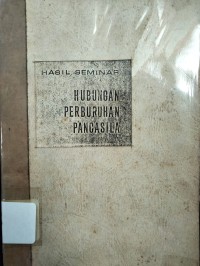 HASIL SEMINAR
HUBUNGAN
PERBURUHAN
PANCASILA